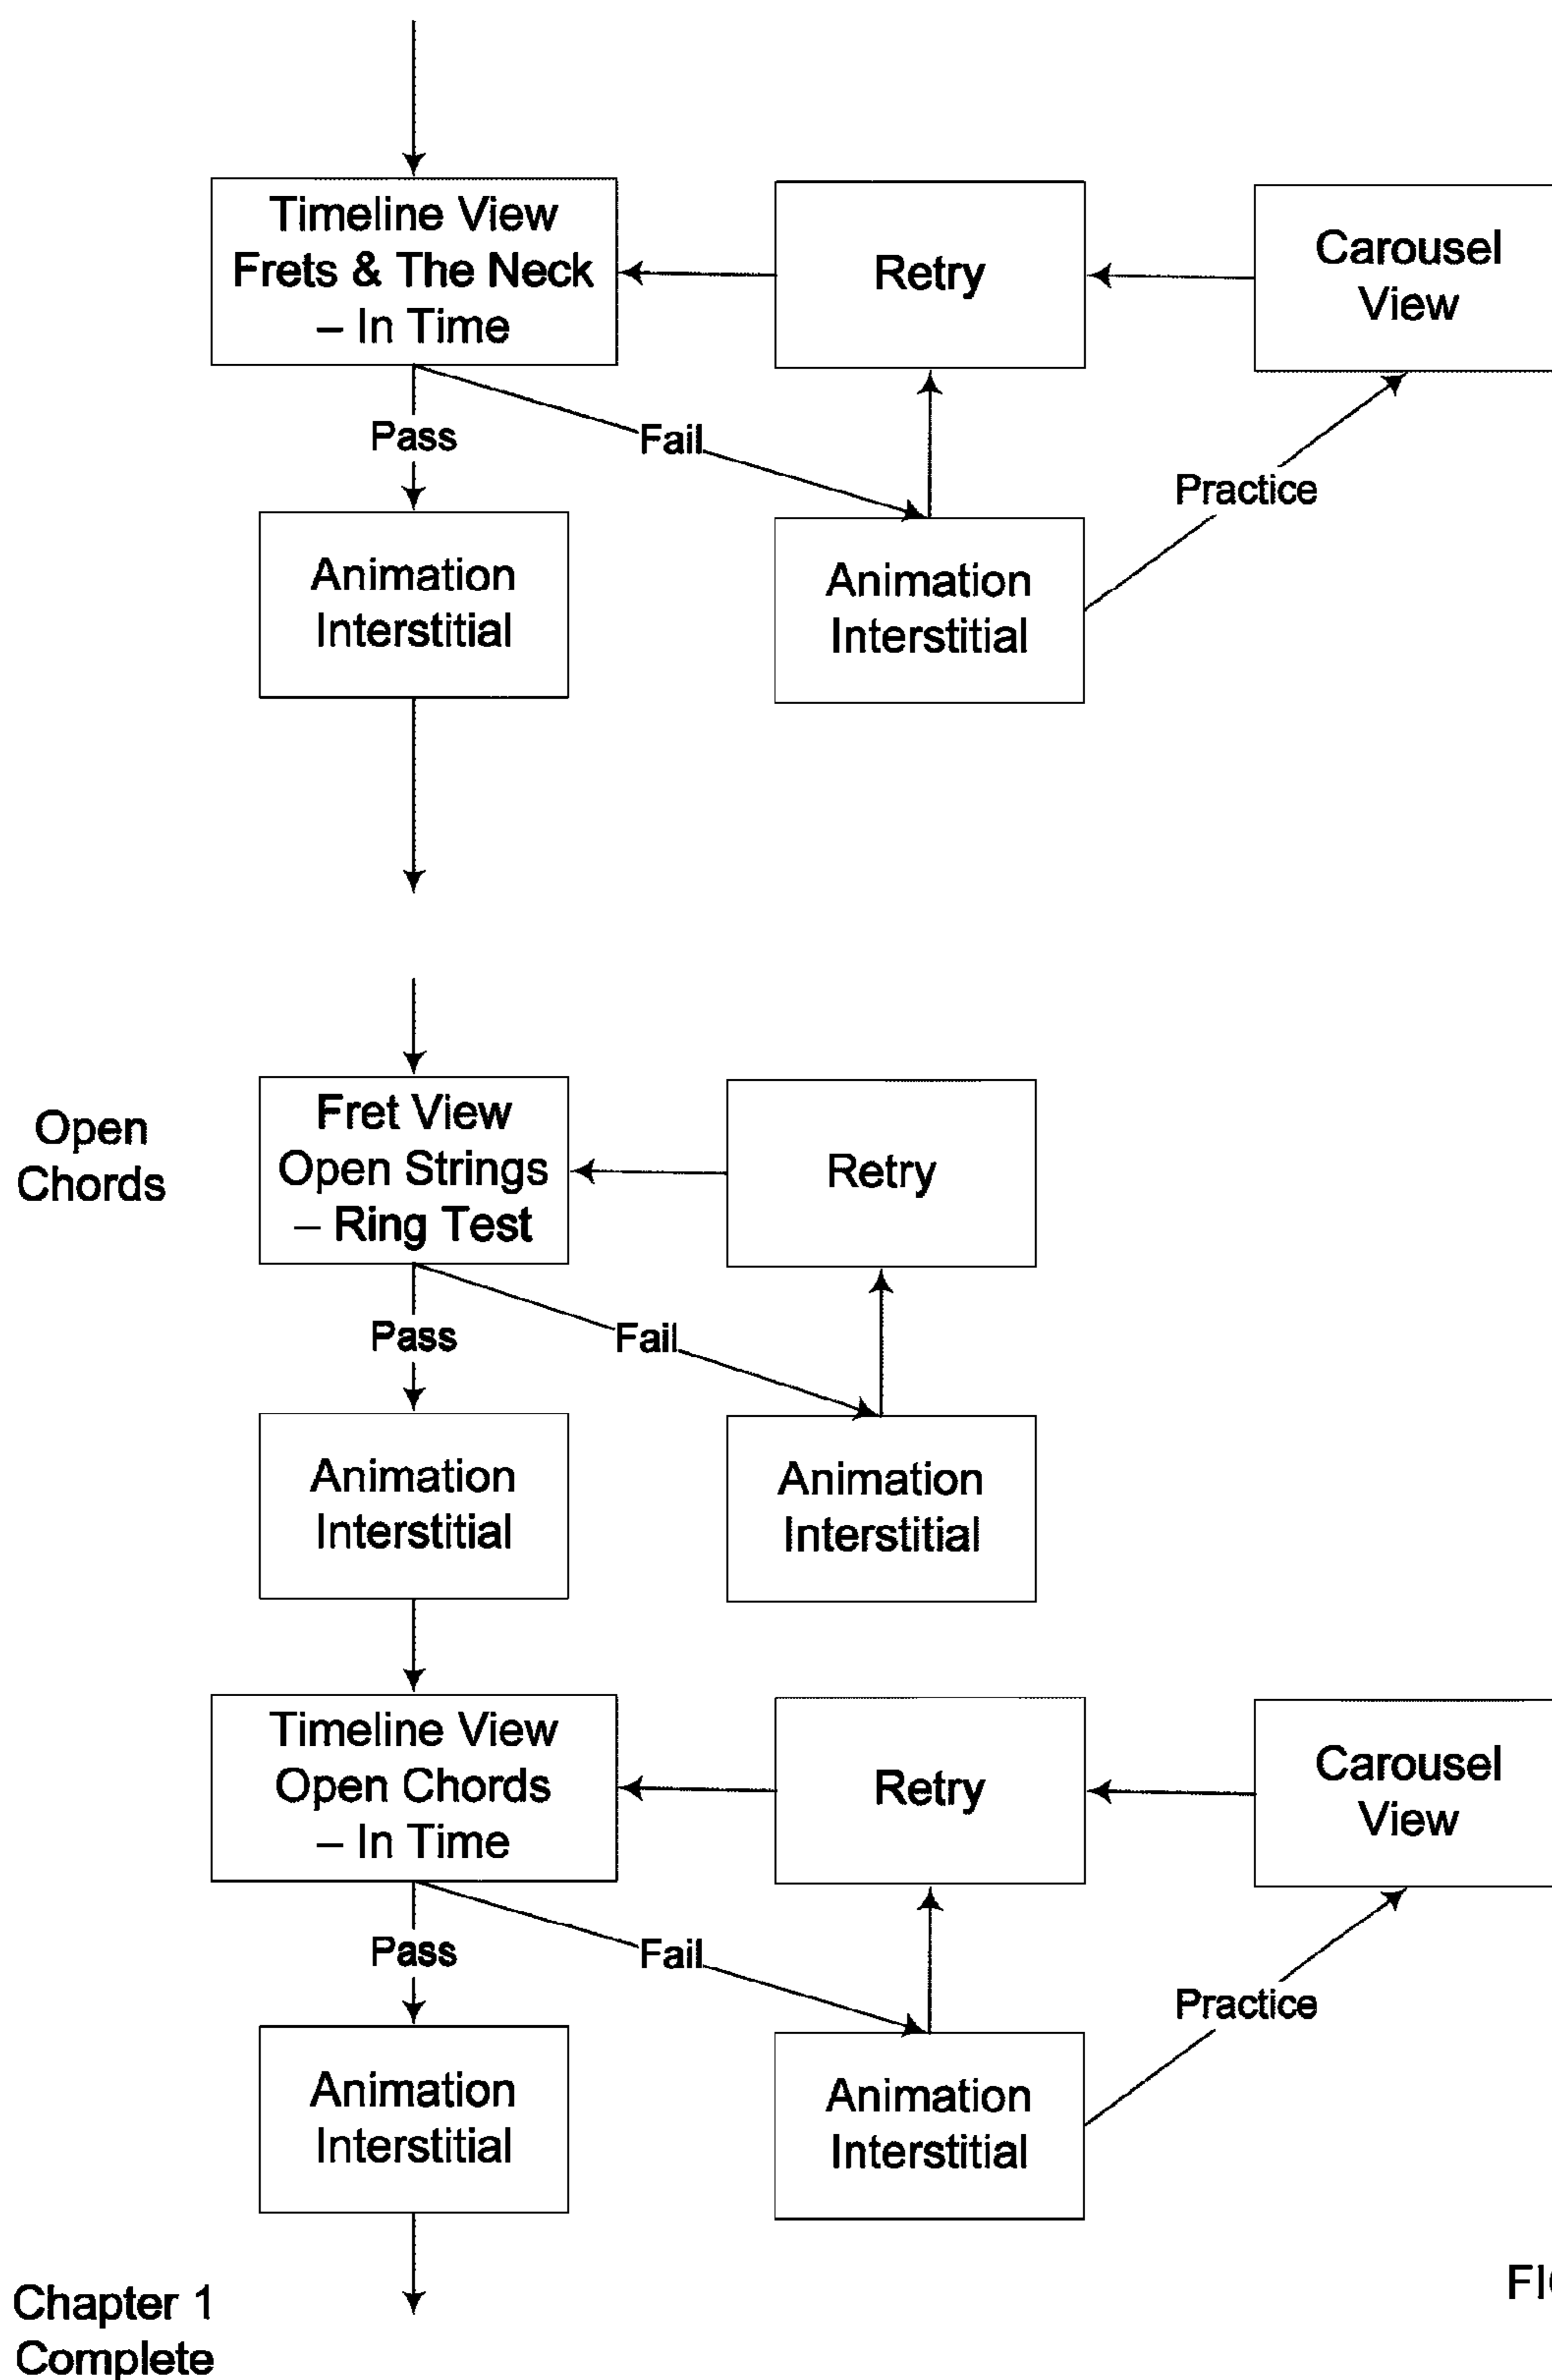 Timeline View
Frets & The Neck
– In Time
Retry
Carousel
View
Pass
Fail
Practice
Animation
Interstitial
Animation
Interstitial
Open
Chords
Fret View
Open Strings
– Ring Test
Retry
Pass
Fail
Animation
Interstitial
Animation
Interstitial
Timeline View
Open Chords
– In Time
Retry
Carousel
View
Pass
Fail
Practice
Animation
Interstitial
Animation
Interstitial
Chapter 1
Complete